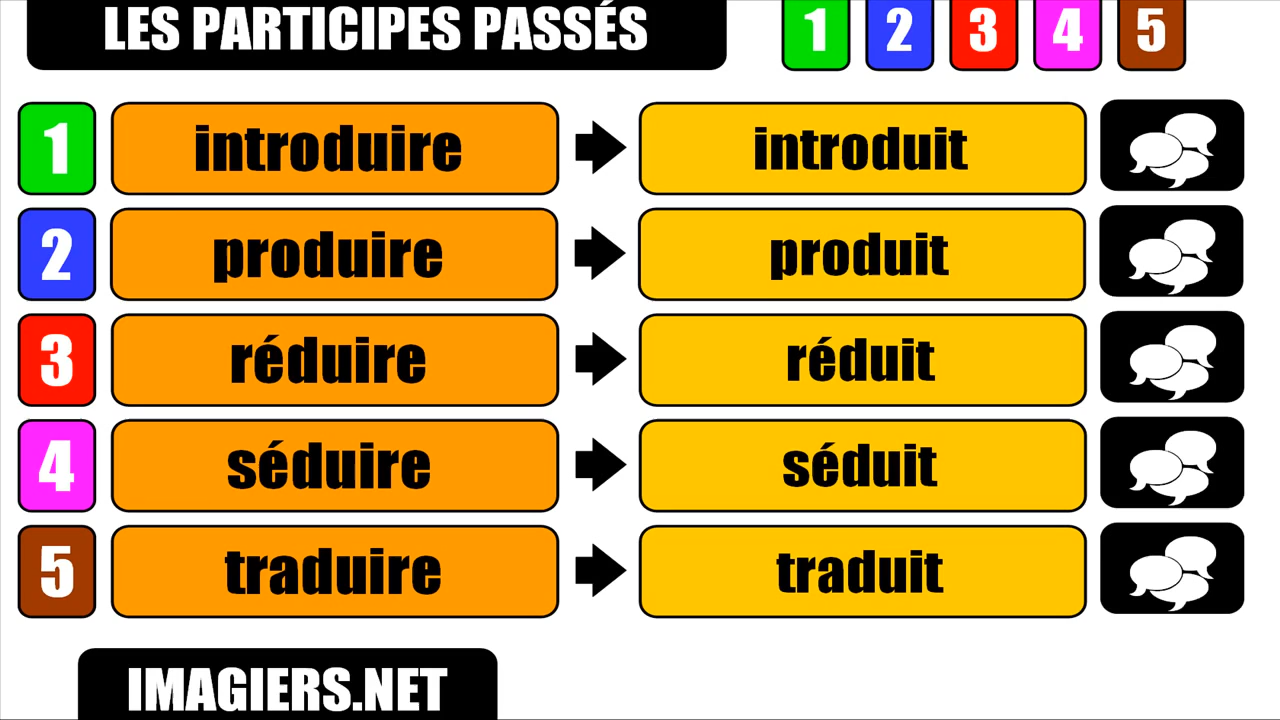 LES PARTICIPES PASSÉS
1 2 3 4 5
1 introduire introduit
2 produire produit
3 réduire réduit
4 séduire séduit
5 traduire traduit
IMAGIERS.NET